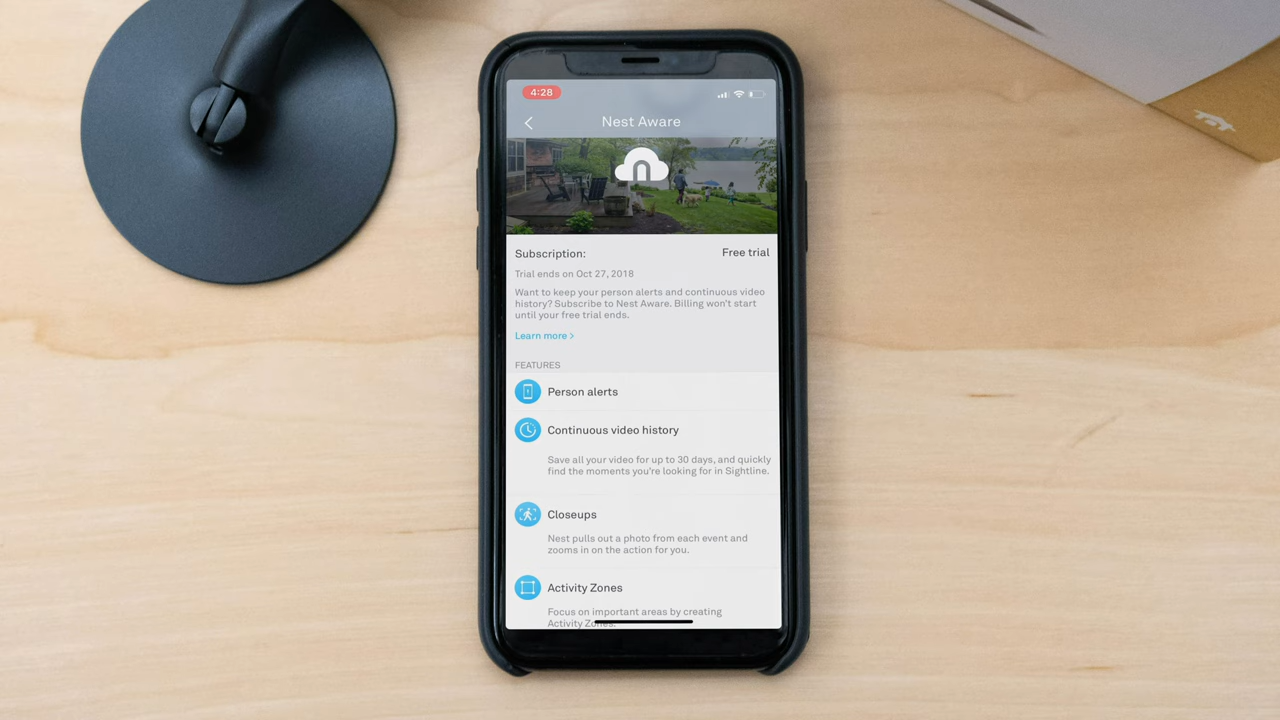 4:28
Nest Aware
Subscription:
Free trial
Trial ends on Oct 27, 2018
Want to keep your person alerts and continuous video
history? Subscribe to Nest Aware. Billing won't start
until your free trial ends.
Learn more >
FEATURES
Person alerts
Continuous video history
Save all your video for up to 30 days, and quickly
find the moments you're looking for in Sightline.
Closeups
Nest pulls out a photo from each event and
zooms in on the action for you.
Activity Zones
Focus on important areas by creating
Activity Zones.